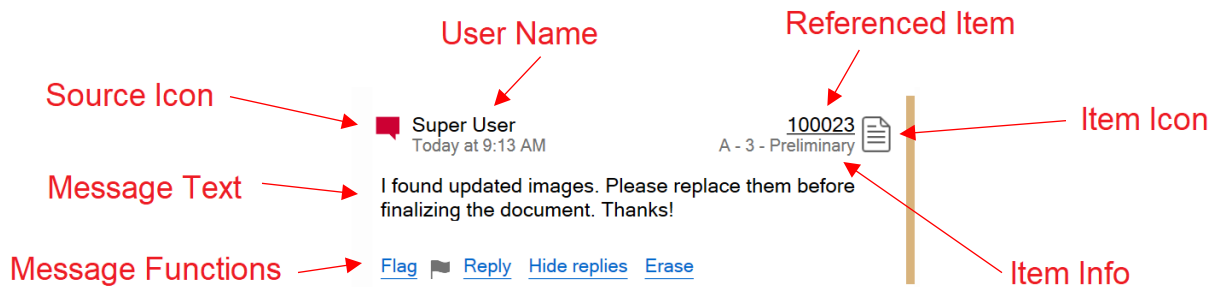 User Name
Referenced Item
Source Icon
Super User
100023
Item Icon
Today at 9:13 AM
A - 3 - Preliminary
Message Text
I found updated images. Please replace them before
finalizing the document. Thanks!
Message Functions
Flag Reply Hide replies Erase
Item Info